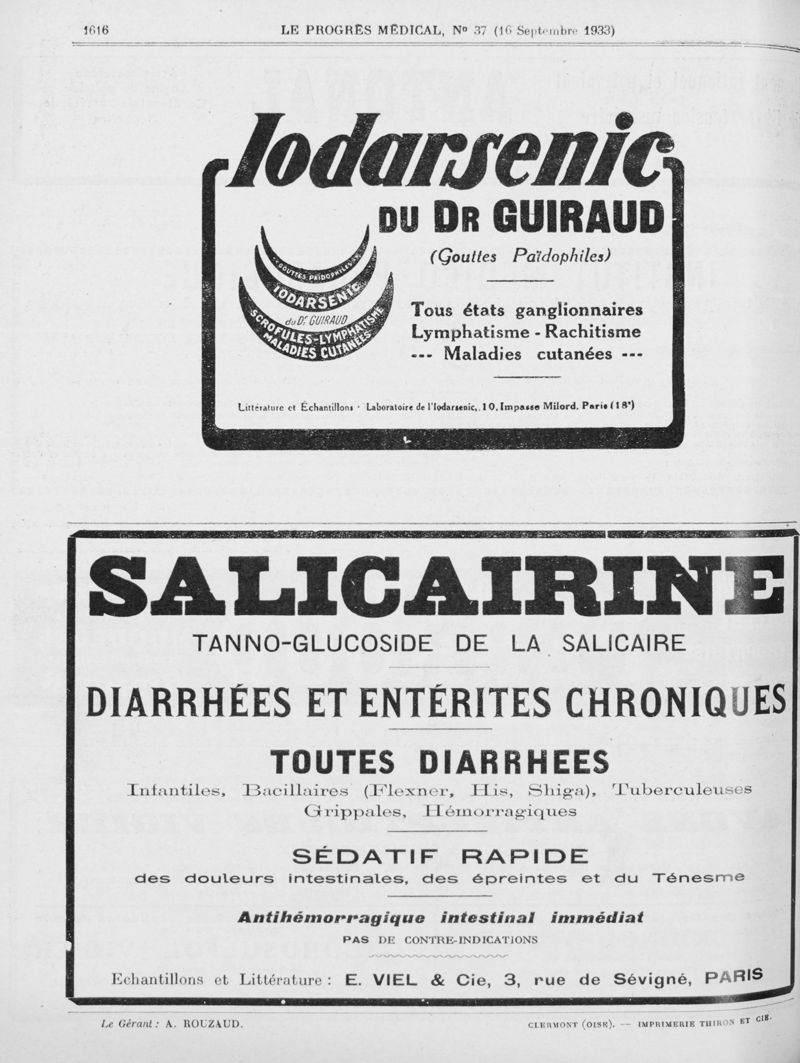 1616
LE PROGRÈS MÉDICAL, Nº 37 (16 Septembre 1933)
Iodarsenic
DU DR GUIRAUD
(Gouttes Païdophiles)
GOUTTES PAÏDOPHILES
IODARSENIC
du Dr GUIRAUD
SCROFULES-LYMPHATISME
MALADIES CUTANÉES
Tous états ganglionnaires
Lymphatisme - Rachitisme
--- Maladies cutanées ---
Littérature et Échantillons · Laboratoire de l'Iodarsenic, 10, Impasse Milord, Paris (18e)
SALICAIRINE
TANNO-GLUCOSIDE DE LA SALICAIRE
DIARRHÉES ET ENTÉRITES CHRONIQUES
TOUTES DIARRHEES
Infantiles, Bacillaires (Flexner, His, Shiga), Tuberculeuses
Grippales, Hémorragiques
SÉDATIF RAPIDE
des douleurs intestinales, des épreintes et du Ténesme
Antihémorragique intestinal immédiat
PAS DE CONTRE-INDICATIONS
Echantillons et Littérature : E. VIEL & Cie, 3, rue de Sévigné, PARIS
Le Gérant : A. ROUZAUD.
CLERMONT (OISE). — IMPRIMERIE THIRON ET CIE.